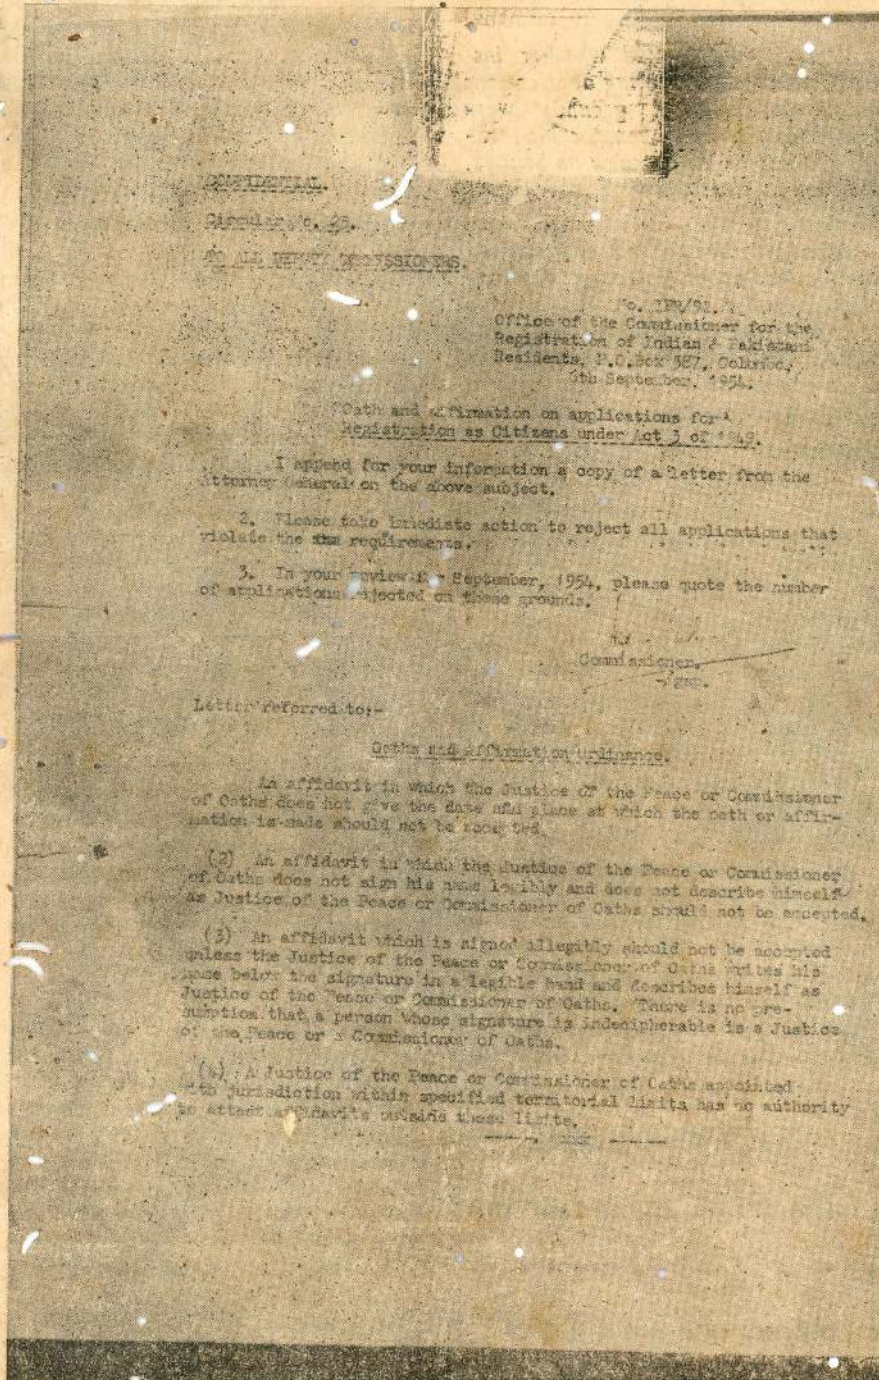 CONFIDENTIAL.
Circular No. 28.
TO ALL DEPUTY COMMISSIONERS.
No. IPR/92.
Office of the Commissioner for the
Registration of Indian & Pakistani
Residents, P.O.Box 587, Colombo,
6th September, 1954.
Oath and affirmation on applications for
Registration as Citizens under Act 3 of 1949.
I append for your information a copy of a letter from the
Attorney General on the above subject.
2. Please take immediate action to reject all applications that
violate the requirements.
3. In your review for September, 1954, please quote the number
of applications rejected on these grounds.
Commissioner.
Letter referred to:-
Oaths and Affirmation Ordinance.
An affidavit in which the Justice of the Peace or Commissioner
of Oaths does not give the date and place at which the oath or affir-
mation is made should not be accepted.
(2) An affidavit in which the Justice of the Peace or Commissioner
of Oaths does not sign his name legibly and does not describe himself
as Justice of the Peace or Commissioner of Oaths should not be accepted.
(3) An affidavit which is signed illegibly should not be accepted
unless the Justice of the Peace or Commissioner of Oaths writes his
name below the signature in a legible hand and describes himself as
Justice of the Peace or Commissioner of Oaths. There is no pre-
sumption that a person whose signature is indecipherable is a Justice
of the Peace or a Commissioner of Oaths.
(4) A Justice of the Peace or Commissioner of Oaths appointed
with jurisdiction within specified territorial limits has no authority
to attest affidavits outside those limits.